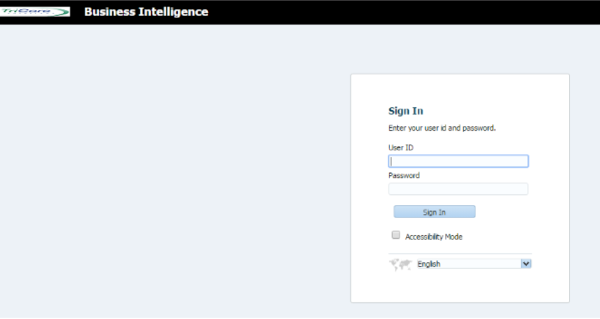 TriCore
Business Intelligence
Sign In
Enter your user id and password.
User ID
Password
Sign In
Accessibility Mode
English